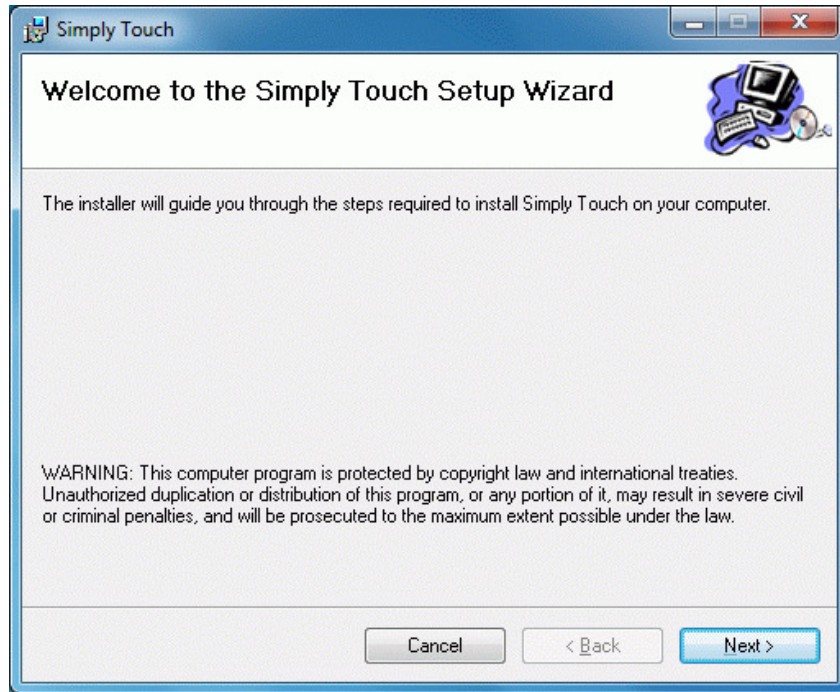 Simply Touch
Welcome to the Simply Touch Setup Wizard
The installer will guide you through the steps required to install Simply Touch on your computer.
WARNING: This computer program is protected by copyright law and international treaties.
Unauthorized duplication or distribution of this program, or any portion of it, may result in severe civil
or criminal penalties, and will be prosecuted to the maximum extent possible under the law.
Cancel < Back Next >